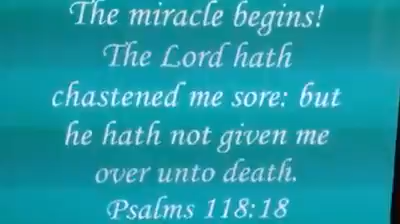 The miracle begins!
The Lord hath
chastened me sore: but
he hath not given me
over unto death.
Psalms 118:18